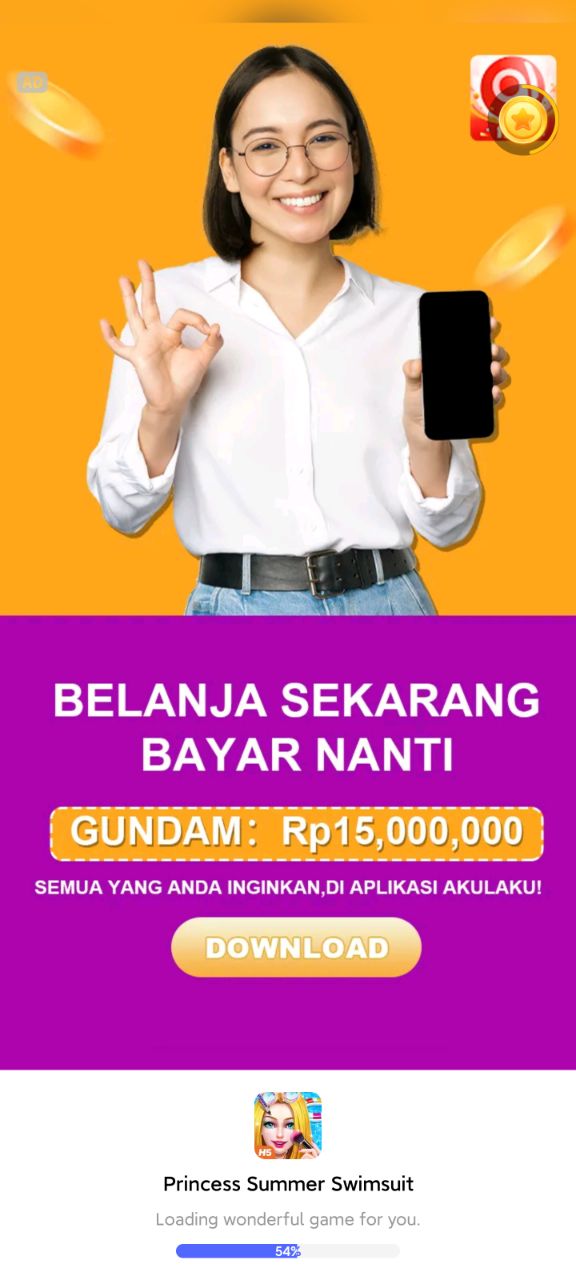 AD
BELANJA SEKARANG
BAYAR NANTI
GUNDAM: Rp15,000,000
SEMUA YANG ANDA INGINKAN,DI APLIKASI AKULAKU!
DOWNLOAD
H5
Princess Summer Swimsuit
Loading wonderful game for you.
54%